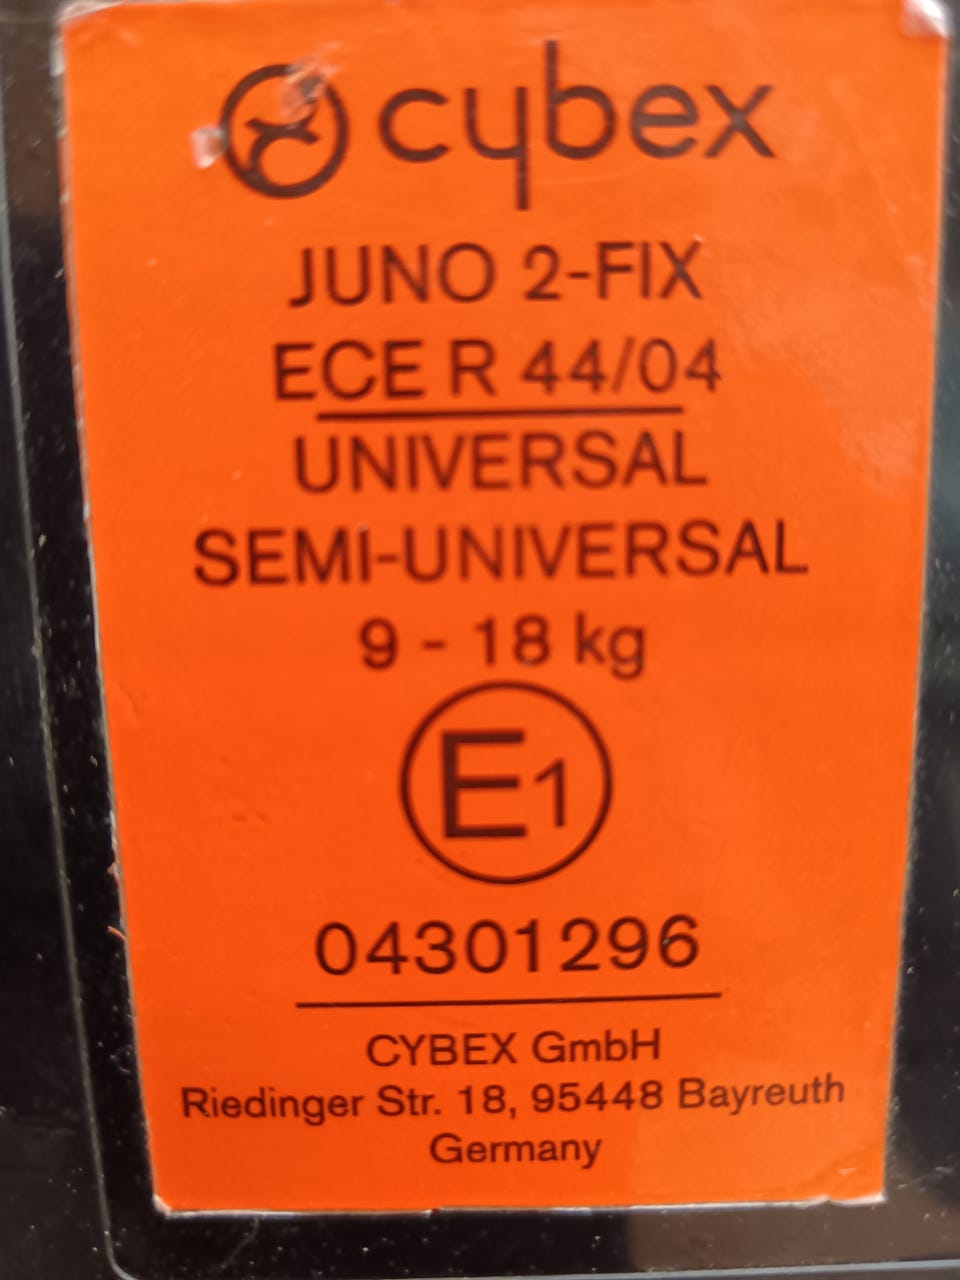 cybex
JUNO 2-FIX
ECE R 44/04
UNIVERSAL
SEMI-UNIVERSAL
9 - 18 kg
E1
04301296
CYBEX GmbH
Riedinger Str. 18, 95448 Bayreuth
Germany